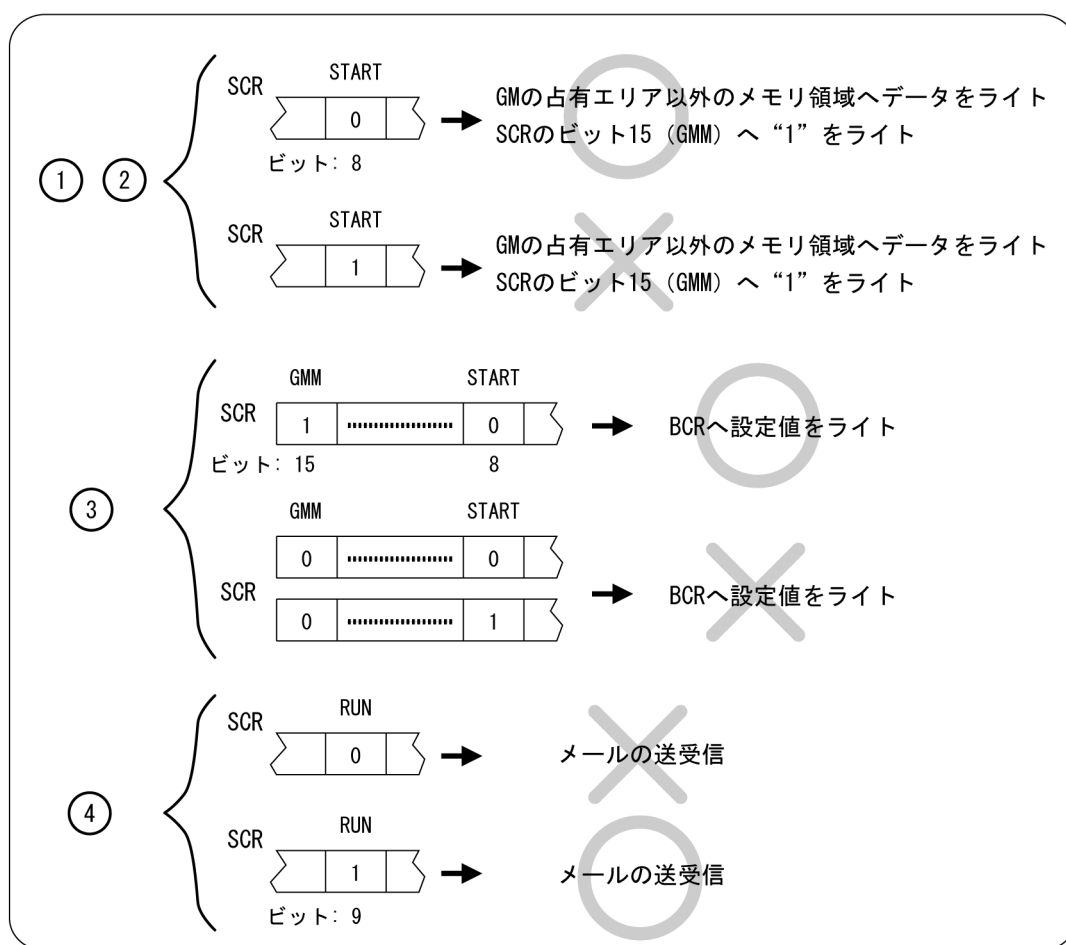 START
SCR
0
GMの占有エリア以外のメモリ領域へデータをライト
SCRのビット15 (GMM) へ “1” をライト
ビット: 8
① ②
START
SCR
1
GMの占有エリア以外のメモリ領域へデータをライト
SCRのビット15 (GMM) へ “1” をライト
GMM START
SCR
1 0
BCRへ設定値をライト
ビット: 15 8
③
GMM START
0 0
SCR
BCRへ設定値をライト
0 1
RUN
SCR
0
メールの送受信
④
RUN
SCR
1
メールの送受信
ビット: 9